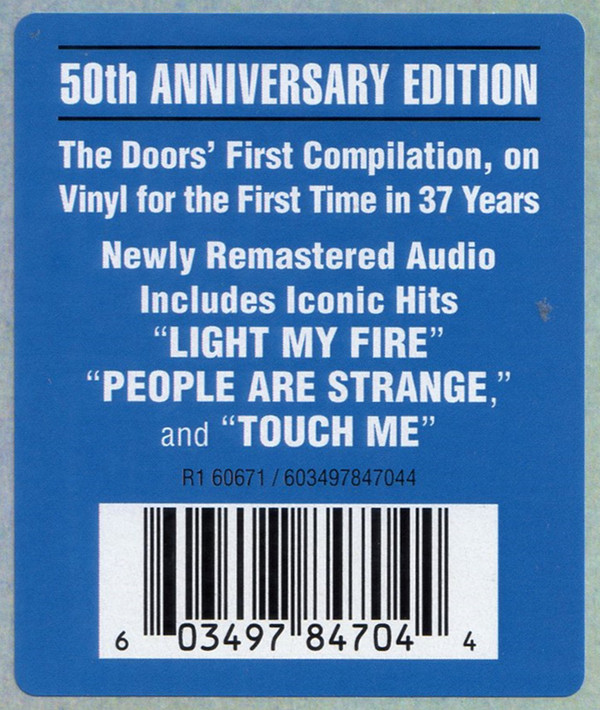 50th ANNIVERSARY EDITION
The Doors’ First Compilation, on
Vinyl for the First Time in 37 Years
Newly Remastered Audio
Includes Iconic Hits
“LIGHT MY FIRE”
“PEOPLE ARE STRANGE,”
and “TOUCH ME”
R1 60671 / 603497847044
6 03497 84704 4